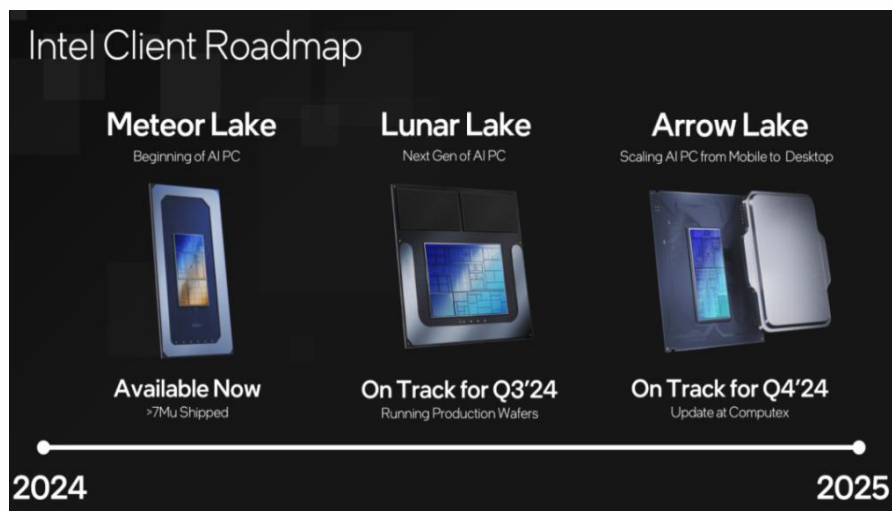 Intel Client Roadmap
Meteor Lake
Beginning of AI PC
Available Now
>7Mu Shipped
Lunar Lake
Next Gen of AI PC
On Track for Q3'24
Running Production Wafers
Arrow Lake
Scaling AI PC from Mobile to Desktop
On Track for Q4'24
Update at Computex
2024
2025